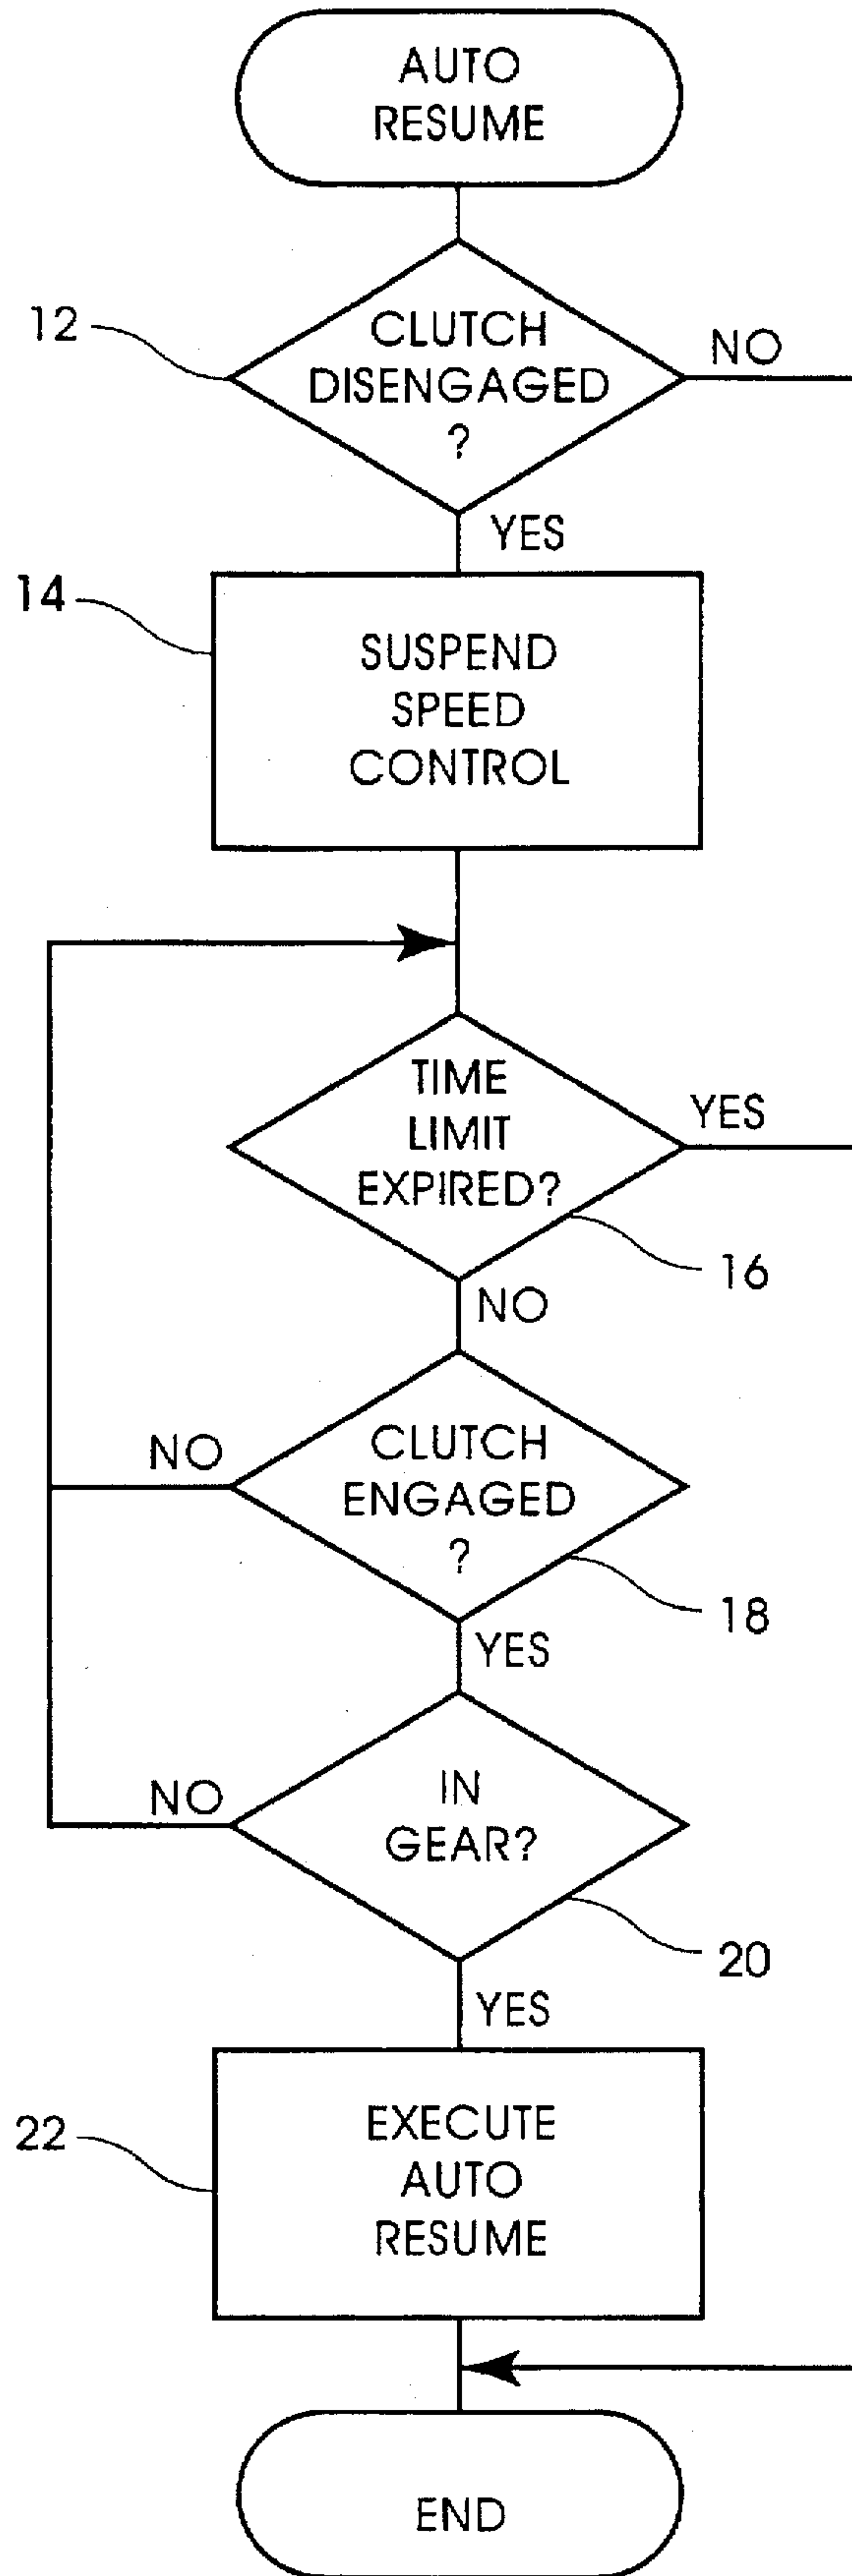 AUTO
RESUME
12
CLUTCH
DISENGAGED
?
NO
YES
14
SUSPEND
SPEED
CONTROL
TIME
LIMIT
EXPIRED?
YES
16
NO
CLUTCH
ENGAGED
?
NO
18
YES
IN
GEAR?
NO
20
YES
22
EXECUTE
AUTO
RESUME
END